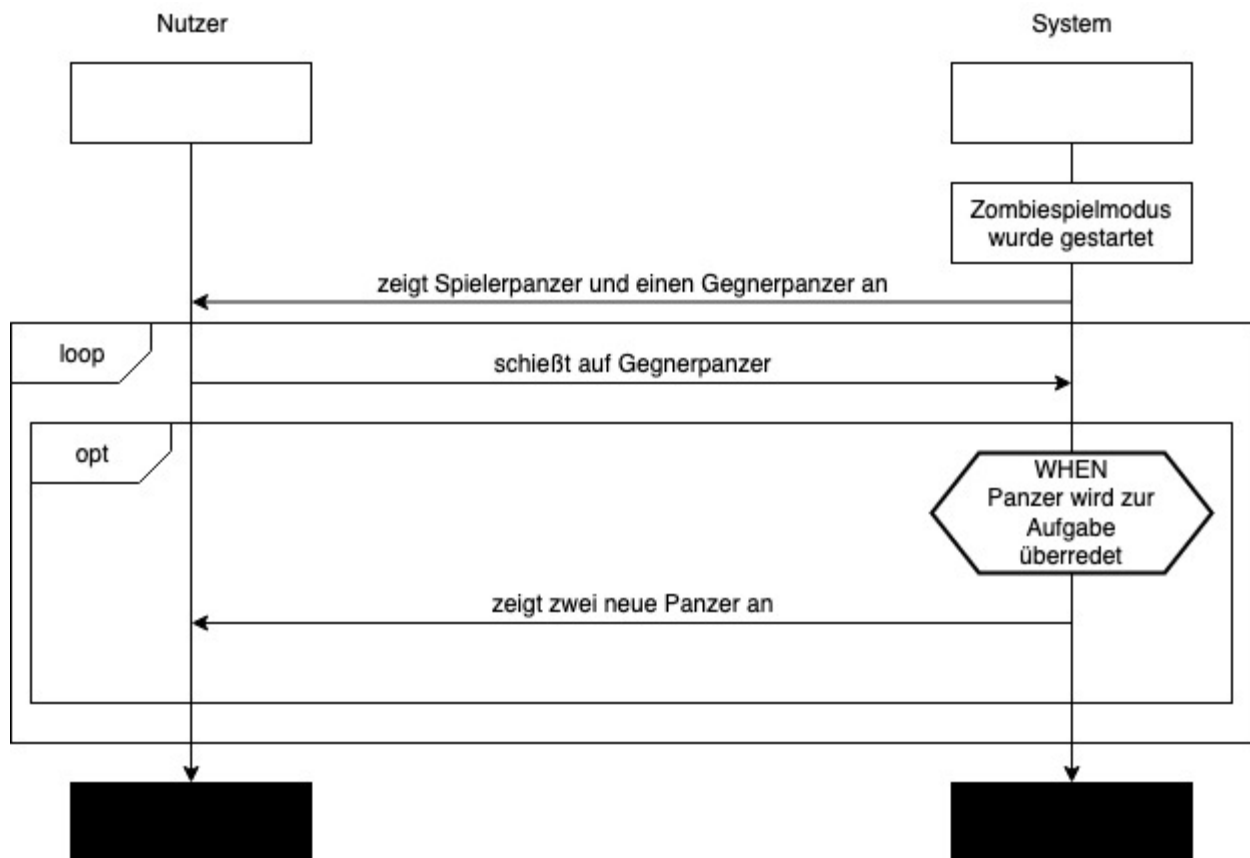 Nutzer
System
Zombiespielmodus
wurde gestartet
zeigt Spielerpanzer und einen Gegnerpanzer an
loop
schießt auf Gegnerpanzer
opt
WHEN
Panzer wird zur
Aufgabe
überredet
zeigt zwei neue Panzer an